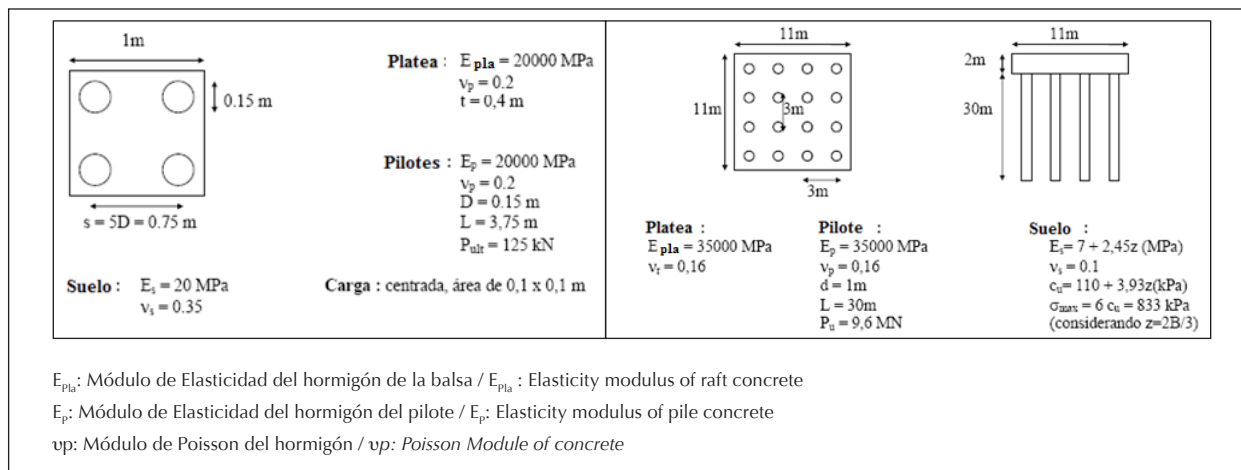 1m
0.15 m
s = 5D = 0.75 m
Platea : E pla = 20000 MPa
νp = 0.2
t = 0,4 m
Pilotes : Ep = 20000 MPa
νp = 0.2
D = 0.15 m
L = 3,75 m
Pult = 125 kN
Suelo : Es = 20 MPa
νs = 0.35
Carga : centrada, área de 0,1 x 0,1 m
11m
11m
3m
3m
11m
2m
30m
Platea :
E pla = 35000 MPa
νr = 0,16
Pilote :
Ep = 35000 MPa
νp = 0,16
d = 1m
L = 30m
Pu = 9,6 MN
Suelo :
Es= 7 + 2,45z (MPa)
νs = 0.1
cu = 110 + 3,93z(kPa)
σmax = 6 cu = 833 kPa
(considerando z=2B/3)
EPla: Módulo de Elasticidad del hormigón de la balsa / EPla : Elasticity modulus of raft concrete
EP: Módulo de Elasticidad del hormigón del pilote / EP: Elasticity modulus of pile concrete
υp: Módulo de Poisson del hormigón / υp: Poisson Module of concrete